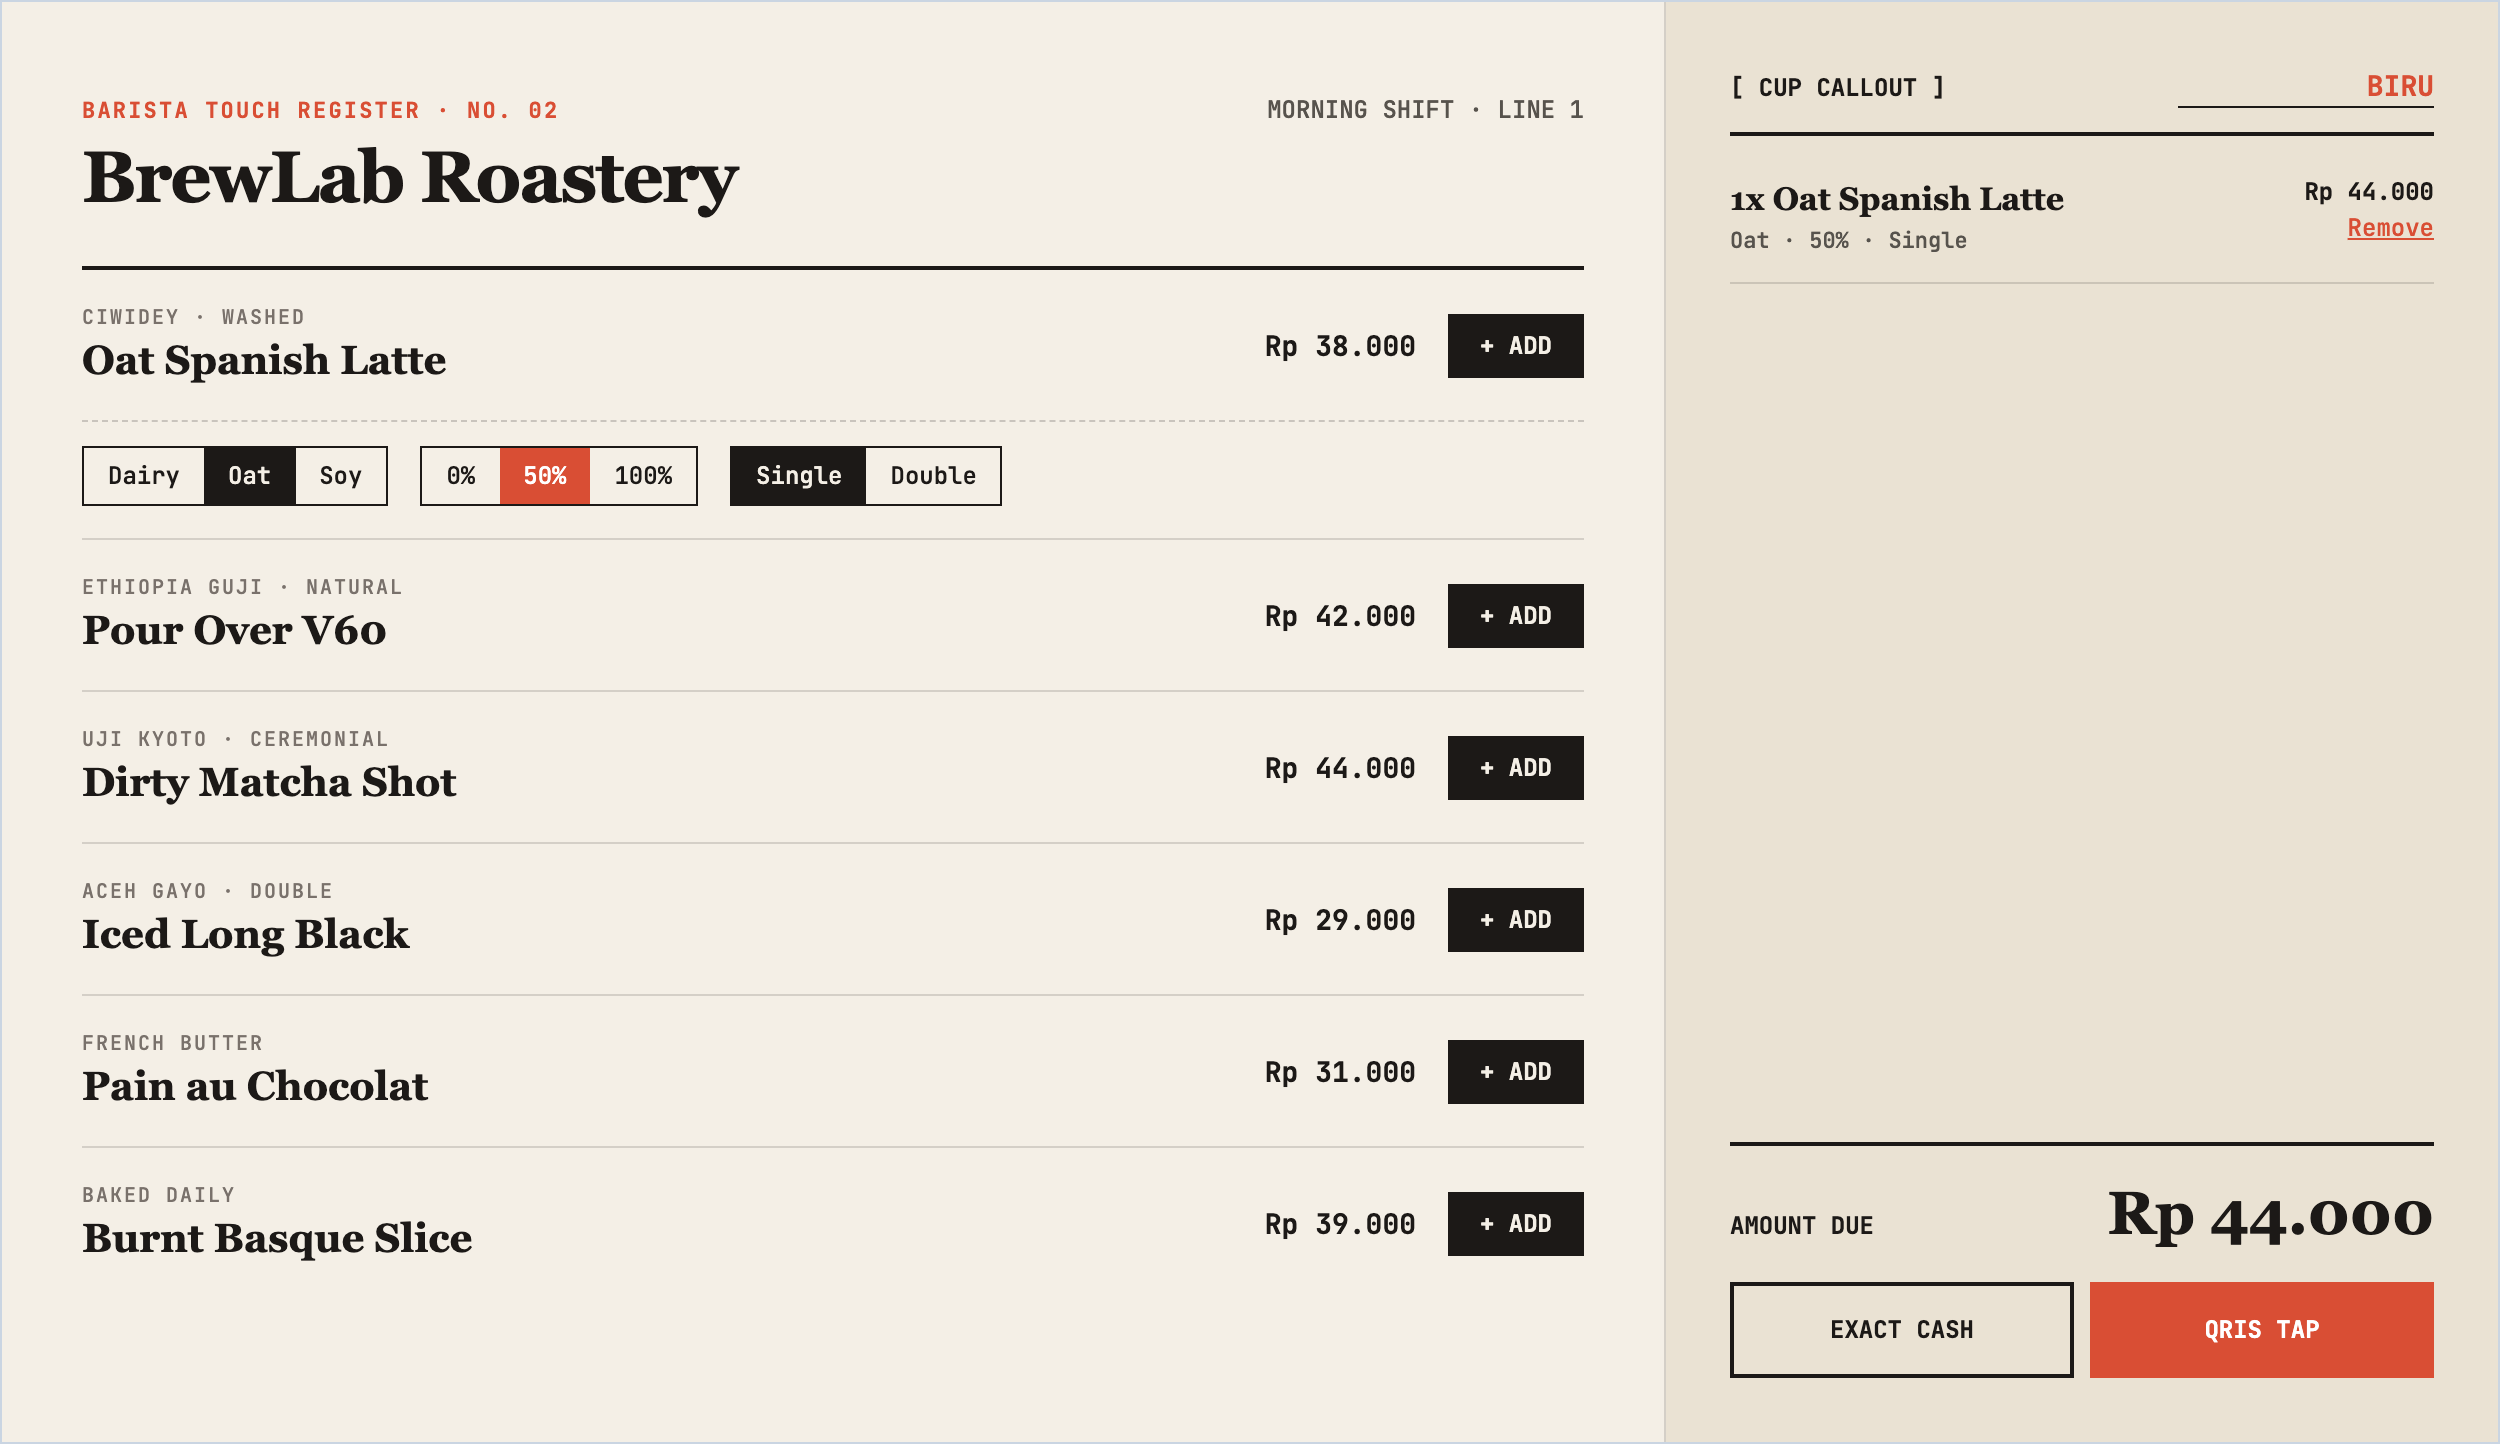 BARISTA TOUCH REGISTER · NO. 02
MORNING SHIFT · LINE 1
BrewLab Roastery
CIWIDEY · WASHED
Oat Spanish Latte
Rp 38.000
+ ADD
Dairy Oat Soy 0% 50% 100% Single Double
ETHIOPIA GUJI · NATURAL
Pour Over V60
Rp 42.000
+ ADD
UJI KYOTO · CEREMONIAL
Dirty Matcha Shot
Rp 44.000
+ ADD
ACEH GAYO · DOUBLE
Iced Long Black
Rp 29.000
+ ADD
FRENCH BUTTER
Pain au Chocolat
Rp 31.000
+ ADD
BAKED DAILY
Burnt Basque Slice
Rp 39.000
+ ADD
[ CUP CALLOUT ]
BIRU
1x Oat Spanish Latte
Rp 44.000
Oat · 50% · Single
Remove
AMOUNT DUE
Rp 44.000
EXACT CASH
QRIS TAP